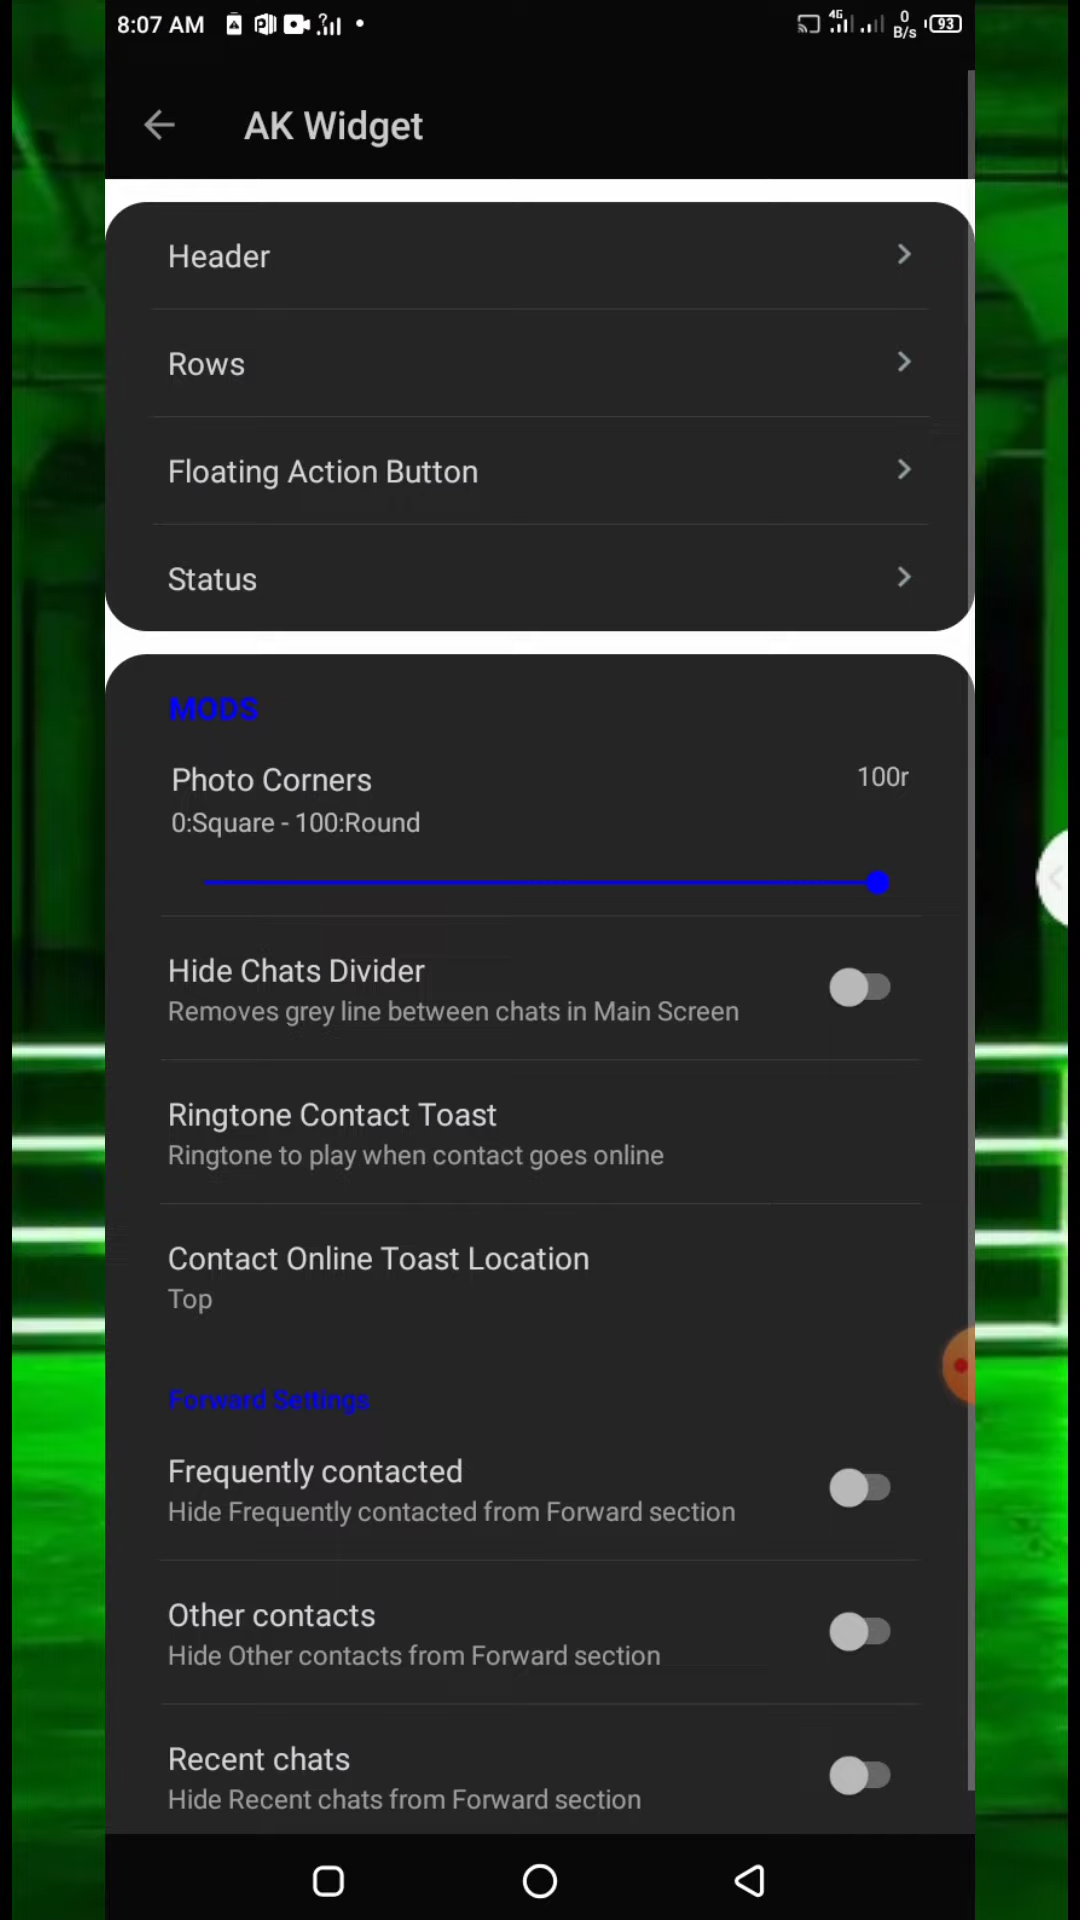 8:07 AM
4G
0
B/s
93
AK Widget
Header
Rows
Floating Action Button
Status
MODS
Photo Corners
100r
0:Square - 100:Round
Hide Chats Divider
Removes grey line between chats in Main Screen
Ringtone Contact Toast
Ringtone to play when contact goes online
Contact Online Toast Location
Top
Forward Settings
Frequently contacted
Hide Frequently contacted from Forward section
Other contacts
Hide Other contacts from Forward section
Recent chats
Hide Recent chats from Forward section